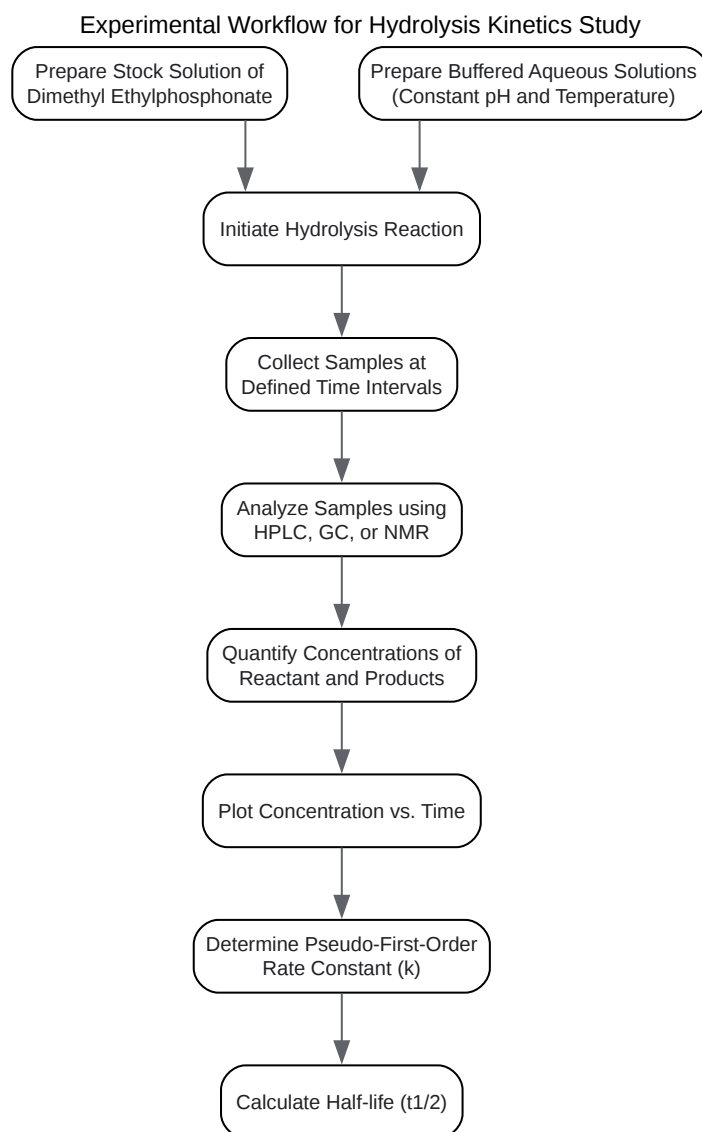 Experimental Workflow for Hydrolysis Kinetics Study
Prepare Stock Solution of
Dimethyl Ethylphosphonate
Prepare Buffered Aqueous Solutions
(Constant pH and Temperature)
Initiate Hydrolysis Reaction
Collect Samples at
Defined Time Intervals
Analyze Samples using
HPLC, GC, or NMR
Quantify Concentrations of
Reactant and Products
Plot Concentration vs. Time
Determine Pseudo-First-Order
Rate Constant (k)
Calculate Half-life (t1/2)